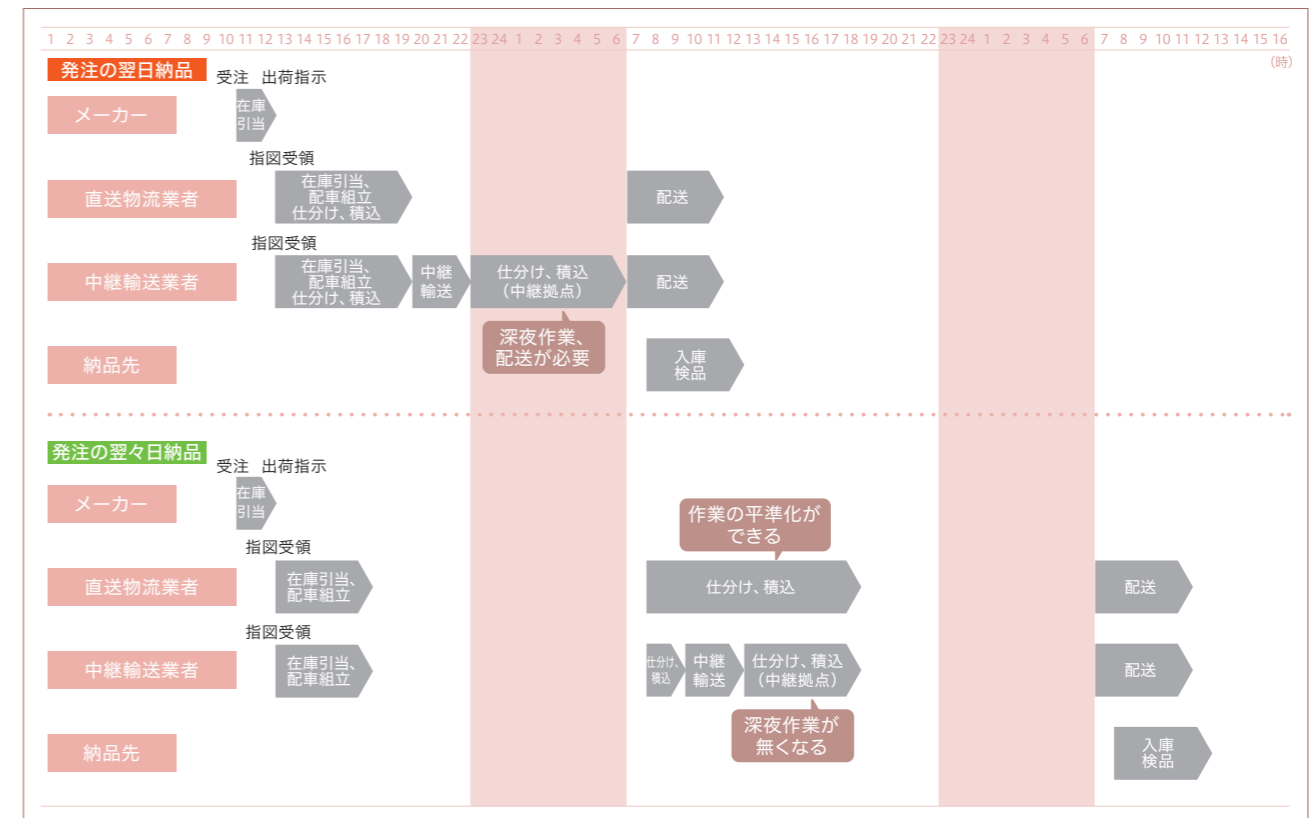 1 2 3 4 5 6 7 8 9 10 11 12 13 14 15 16 17 18 19 20 21 22 23 24 1 2 3 4 5 6 7 8 9 10 11 12 13 14 15 16 17 18 19 20 21 22 23 24 1 2 3 4 5 6 7 8 9 10 11 12 13 14 15 16
(時)
発注の翌日納品
受注 出荷指示
メーカー
在庫
引当
指図受領
直送物流業者
在庫引当、
配車組立
仕分け、積込
配送
指図受領
中継輸送業者
在庫引当、
配車組立
仕分け、積込
中継
輸送
仕分け、積込
(中継拠点)
配送
深夜作業、
配送が必要
納品先
入庫
検品
発注の翌々日納品
受注 出荷指示
メーカー
在庫
引当
作業の平準化が
できる
指図受領
直送物流業者
在庫引当、
配車組立
仕分け、積込
配送
指図受領
中継輸送業者
在庫引当、
配車組立
仕分け、
積込
中継
輸送
仕分け、積込
(中継拠点)
配送
深夜作業が
無くなる
納品先
入庫
検品